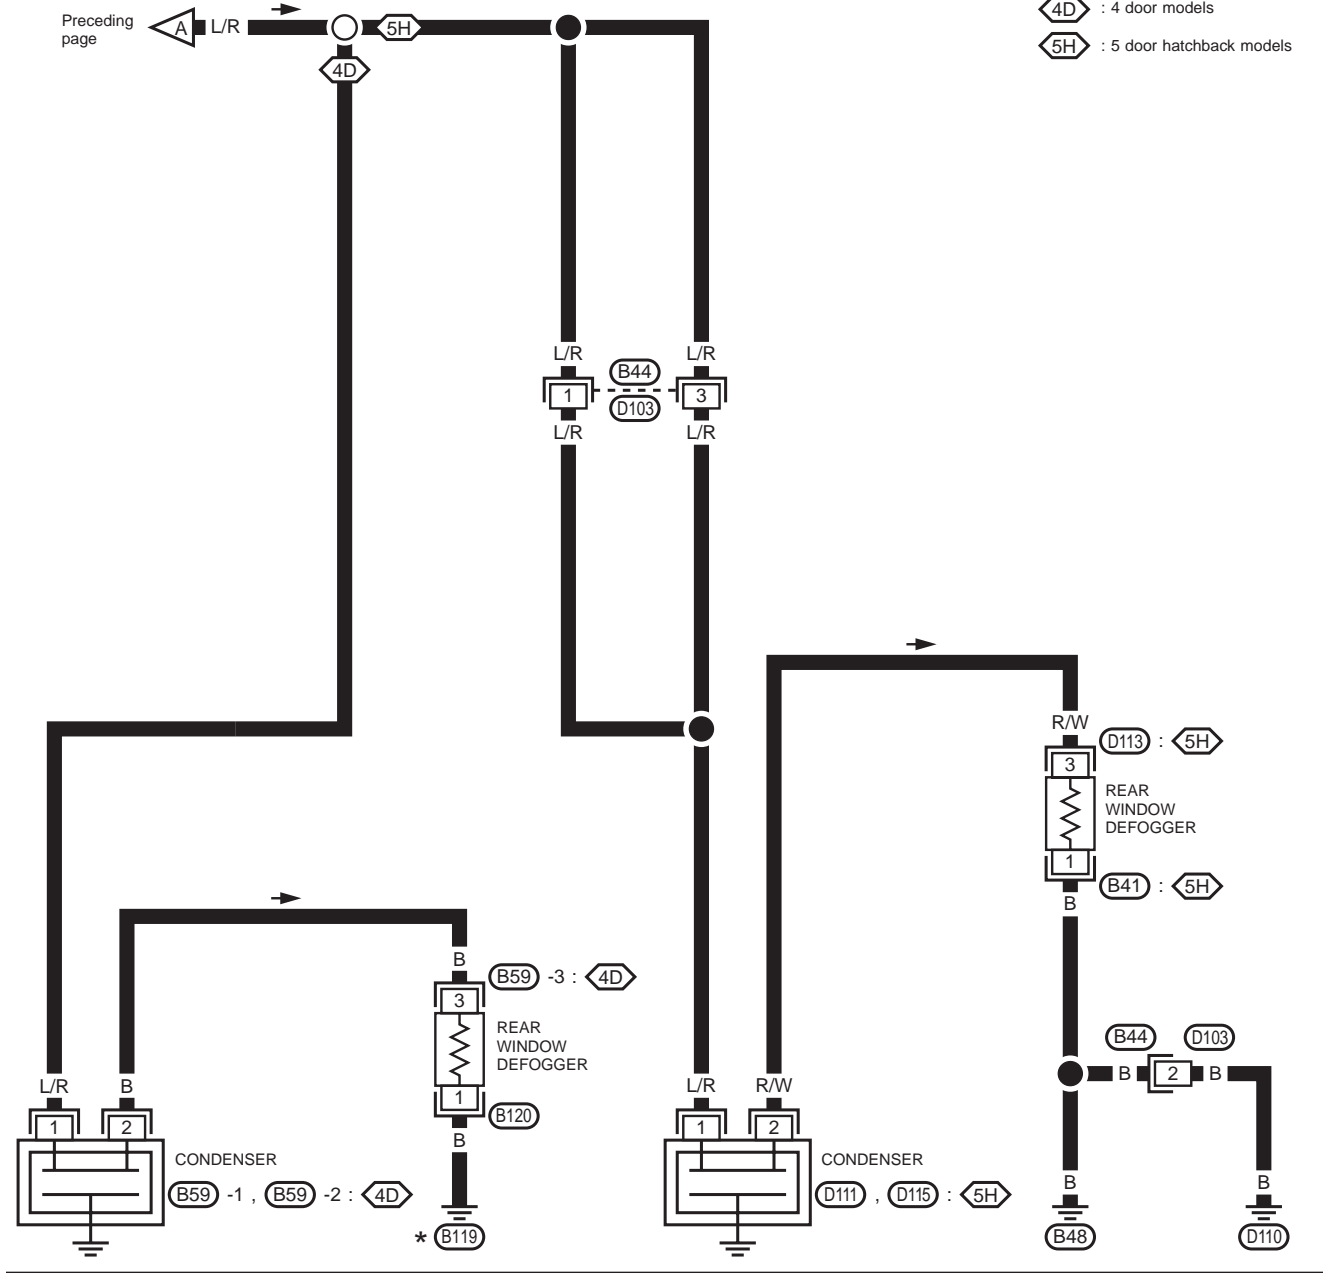 4D : 4 door models
Preceding
page
A L/R 5H
5H : 5 door hatchback models
4D
L/R L/R
B44
1 3
D103
L/R L/R
R/W
D113 : 5H
3
REAR
WINDOW
DEFOGGER
1
B41 : 5H
B
B
B59 -3 : 4D
3
REAR
WINDOW
DEFOGGER
1
B120
B
B44 D103
B 2 B
L/R B
1 2
CONDENSER
B59 -1 , B59 -2 : 4D
* B119
L/R R/W
1 2
CONDENSER
D111 , D115 : 5H
B B
B48 D110